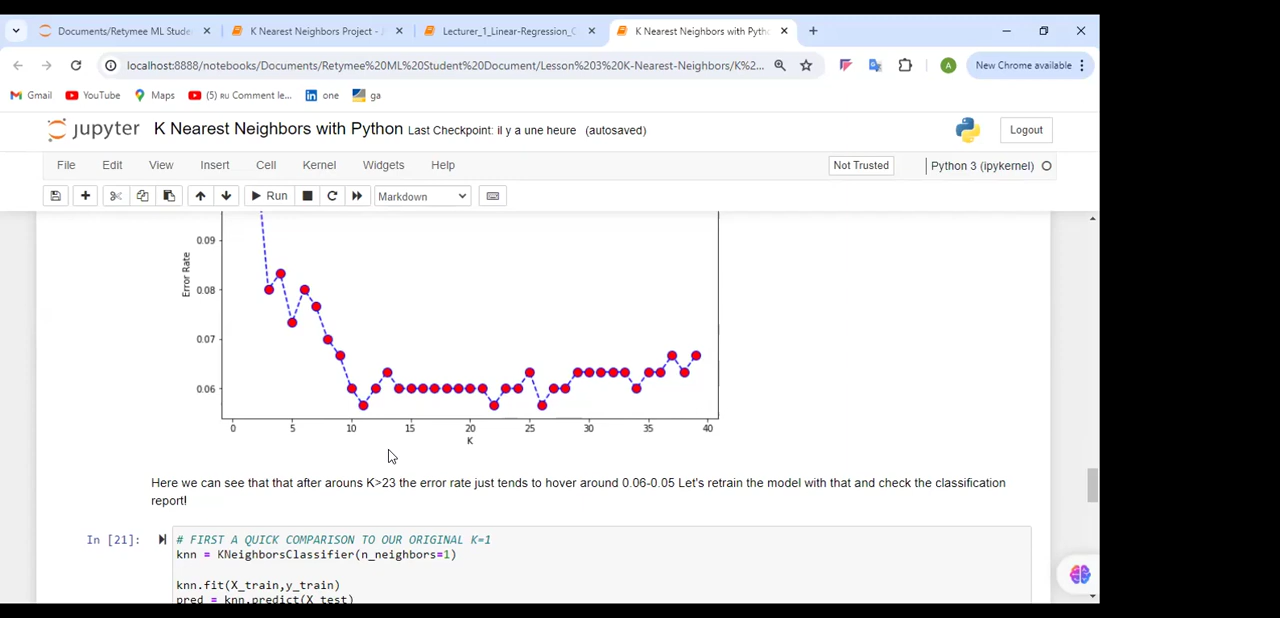 Documents/Retymee ML Stude
K Nearest Neighbors Project - J
Lecturer_1_Linear-Regression_C
K Nearest Neighbors with Pytho
localhost:8888/notebooks/Documents/Retymee%20ML%20Student%20Document/Lesson%203%20K-Nearest-Neighbors/K%2...
A
New Chrome available
Gmail
YouTube
Maps
(5) ru Comment le...
one
ga
jupyter
K Nearest Neighbors with Python
Last Checkpoint: il y a une heure (autosaved)
Logout
File Edit View Insert Cell Kernel Widgets Help
Not Trusted
Python 3 (ipykernel)
Run
Markdown
0.09
0.08
0.07
0.06
Error Rate
0 5 10 15 20 25 30 35 40
K
Here we can see that that after arouns K>23 the error rate just tends to hover around 0.06-0.05 Let's retrain the model with that and check the classification
report!
In [21]:
# FIRST A QUICK COMPARISON TO OUR ORIGINAL K=1
knn = KNeighborsClassifier(n_neighbors=1)
knn.fit(X_train,y_train)
pred = knn.predict(X_test)